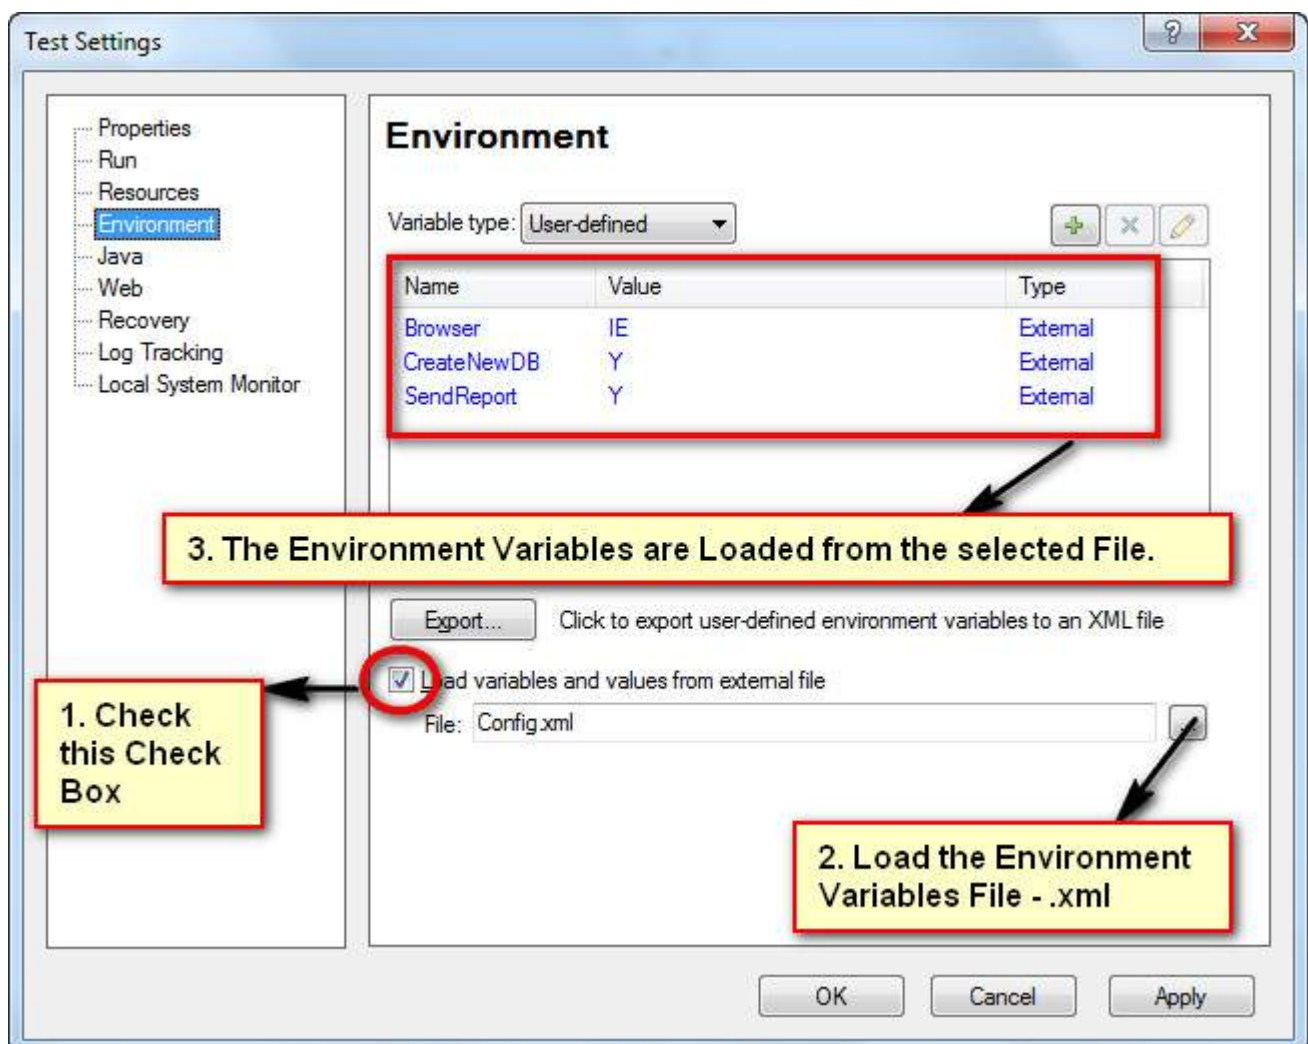 Test Settings
Properties
Run
Resources
Environment
Java
Web
Recovery
Log Tracking
Local System Monitor
Environment
Variable type: User-defined
Name Value Type
Browser IE External
CreateNewDB Y External
SendReport Y External
3. The Environment Variables are Loaded from the selected File.
Export... Click to export user-defined environment variables to an XML file
Load variables and values from external file
File: Config.xml ...
1. Check
this Check
Box
2. Load the Environment
Variables File - .xml
OK Cancel Apply